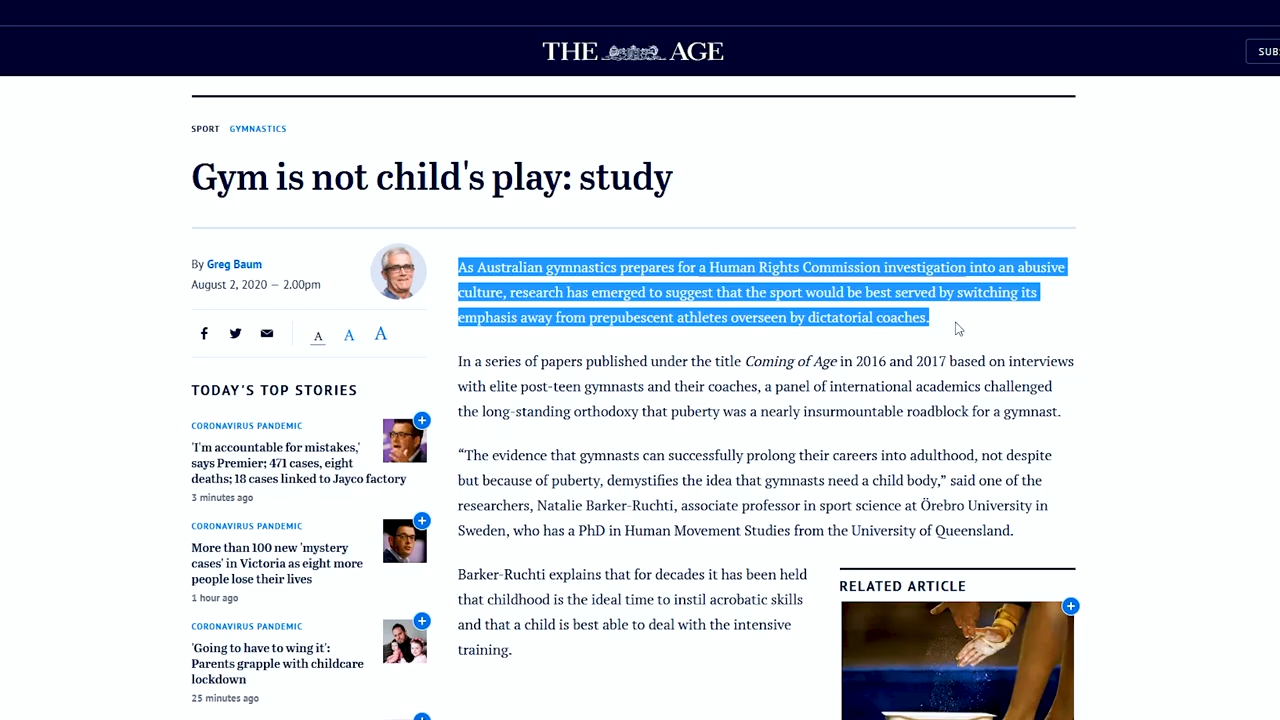 THE AGE
SUB
SPORT GYMNASTICS
Gym is not child's play: study
By Greg Baum
August 2, 2020 — 2.00pm
A A A
TODAY'S TOP STORIES
CORONAVIRUS PANDEMIC
'I'm accountable for mistakes,'
says Premier; 471 cases, eight
deaths; 18 cases linked to Jayco factory
3 minutes ago
CORONAVIRUS PANDEMIC
More than 100 new 'mystery
cases' in Victoria as eight more
people lose their lives
1 hour ago
CORONAVIRUS PANDEMIC
'Going to have to wing it':
Parents grapple with childcare
lockdown
25 minutes ago
As Australian gymnastics prepares for a Human Rights Commission investigation into an abusive
culture, research has emerged to suggest that the sport would be best served by switching its
emphasis away from prepubescent athletes overseen by dictatorial coaches.
In a series of papers published under the title Coming of Age in 2016 and 2017 based on interviews
with elite post-teen gymnasts and their coaches, a panel of international academics challenged
the long-standing orthodoxy that puberty was a nearly insurmountable roadblock for a gymnast.
“The evidence that gymnasts can successfully prolong their careers into adulthood, not despite
but because of puberty, demystifies the idea that gymnasts need a child body,” said one of the
researchers, Natalie Barker-Ruchti, associate professor in sport science at Örebro University in
Sweden, who has a PhD in Human Movement Studies from the University of Queensland.
Barker-Ruchti explains that for decades it has been held
that childhood is the ideal time to instil acrobatic skills
and that a child is best able to deal with the intensive
training.
RELATED ARTICLE